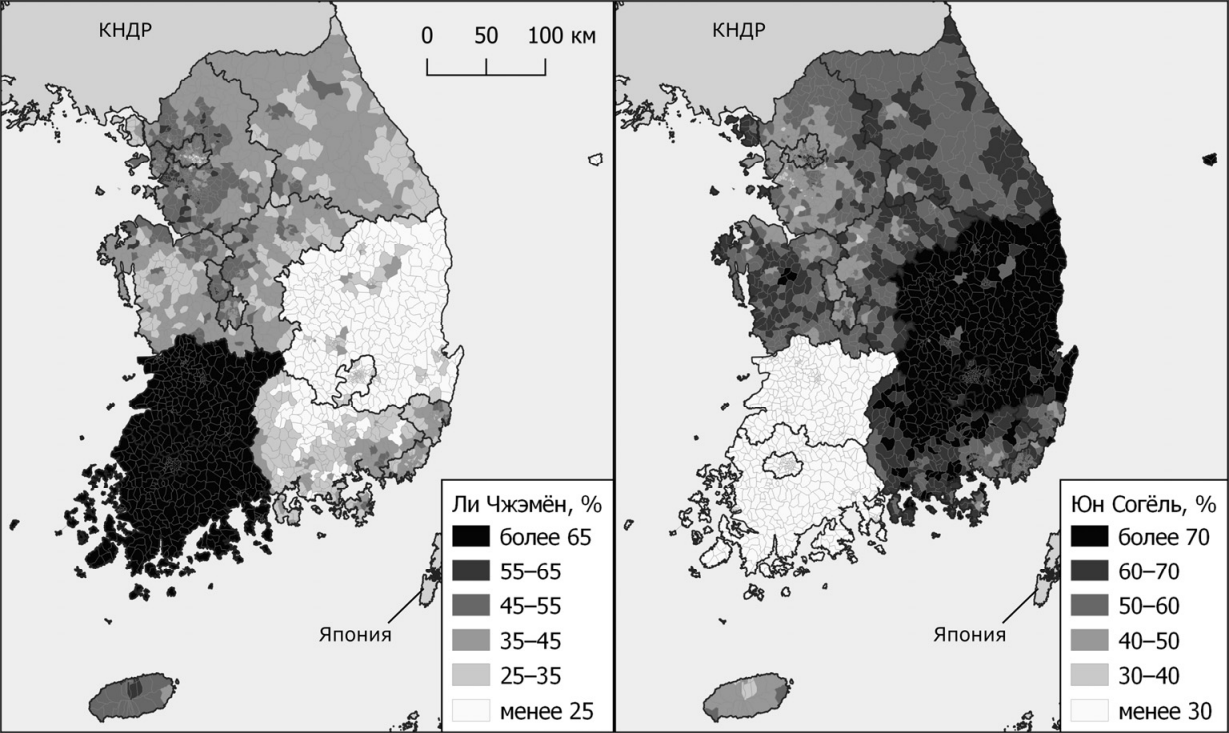 КНДР
0 50 100 км
Япония
Ли Чжэмён, %
более 65
55–65
45–55
35–45
25–35
менее 25
КНДР
Япония
Юн Согёль, %
более 70
60–70
50–60
40–50
30–40
менее 30